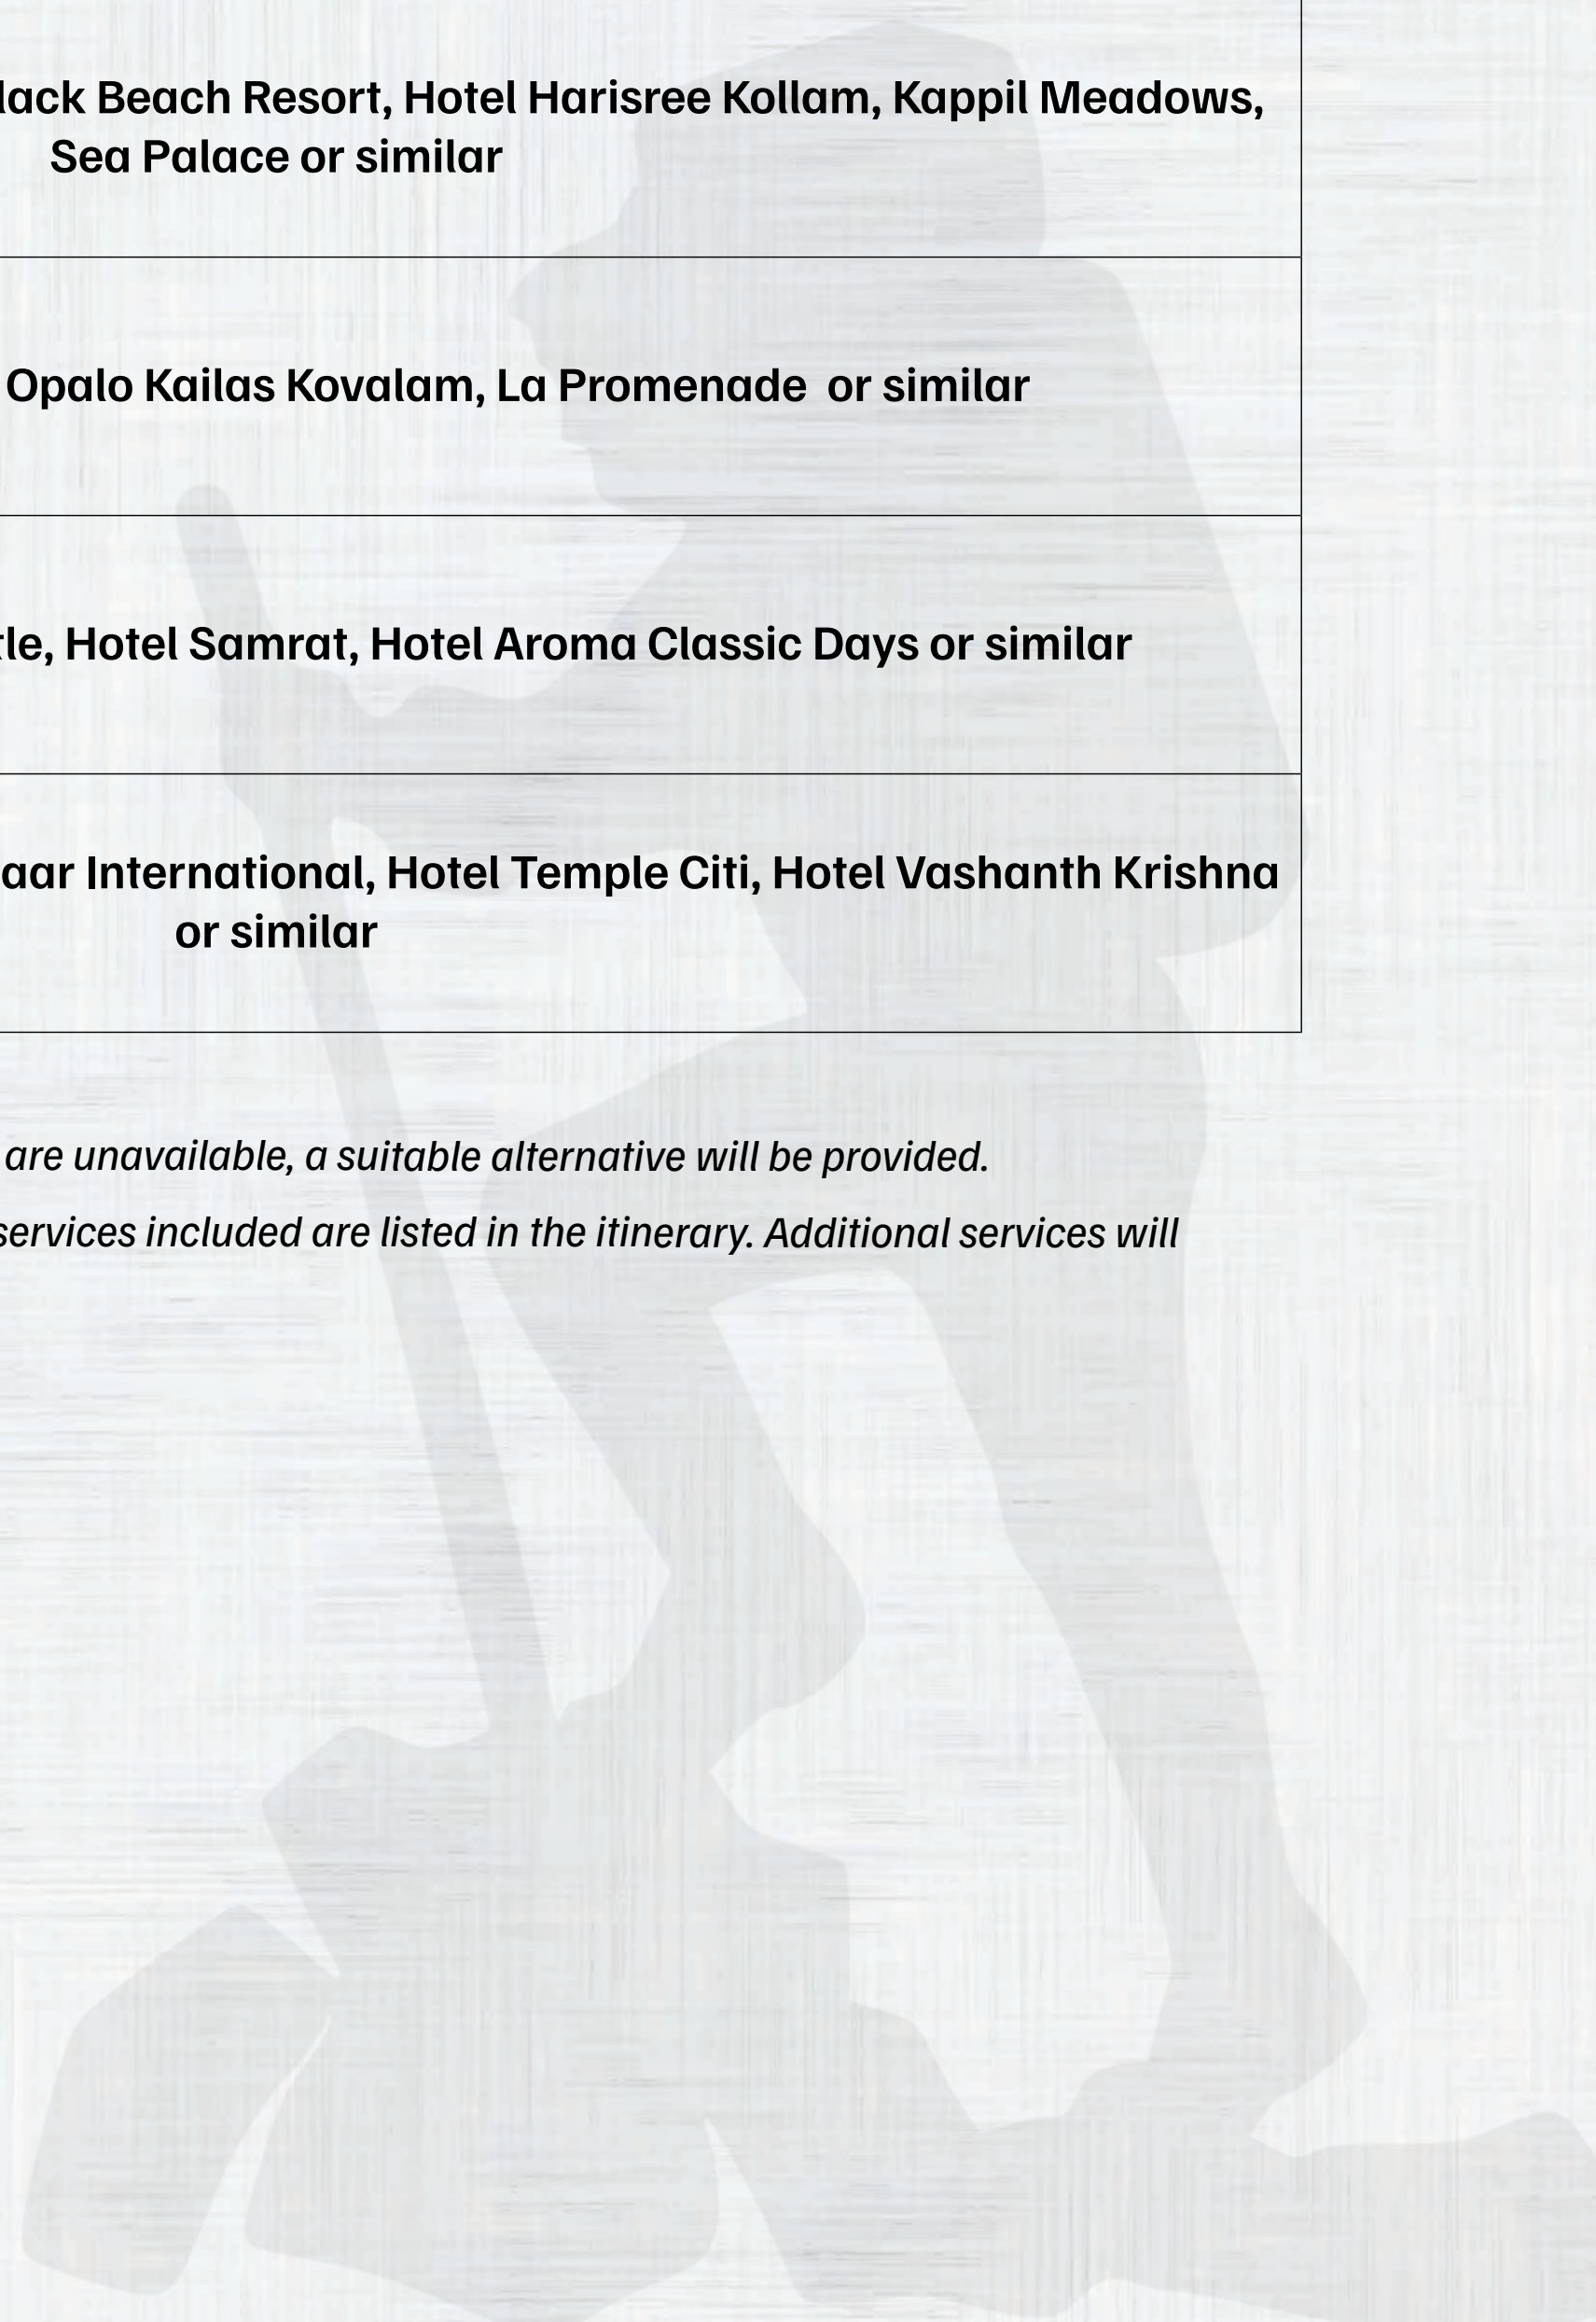 lack Beach Resort, Hotel Harisree Kollam, Kappil Meadows,
Sea Palace or similar
Opalo Kailas Kovalam, La Promenade  or similar
tle, Hotel Samrat, Hotel Aroma Classic Days or similar
aar International, Hotel Temple Citi, Hotel Vashanth Krishna
or similar
are unavailable, a suitable alternative will be provided.
services included are listed in the itinerary. Additional services will